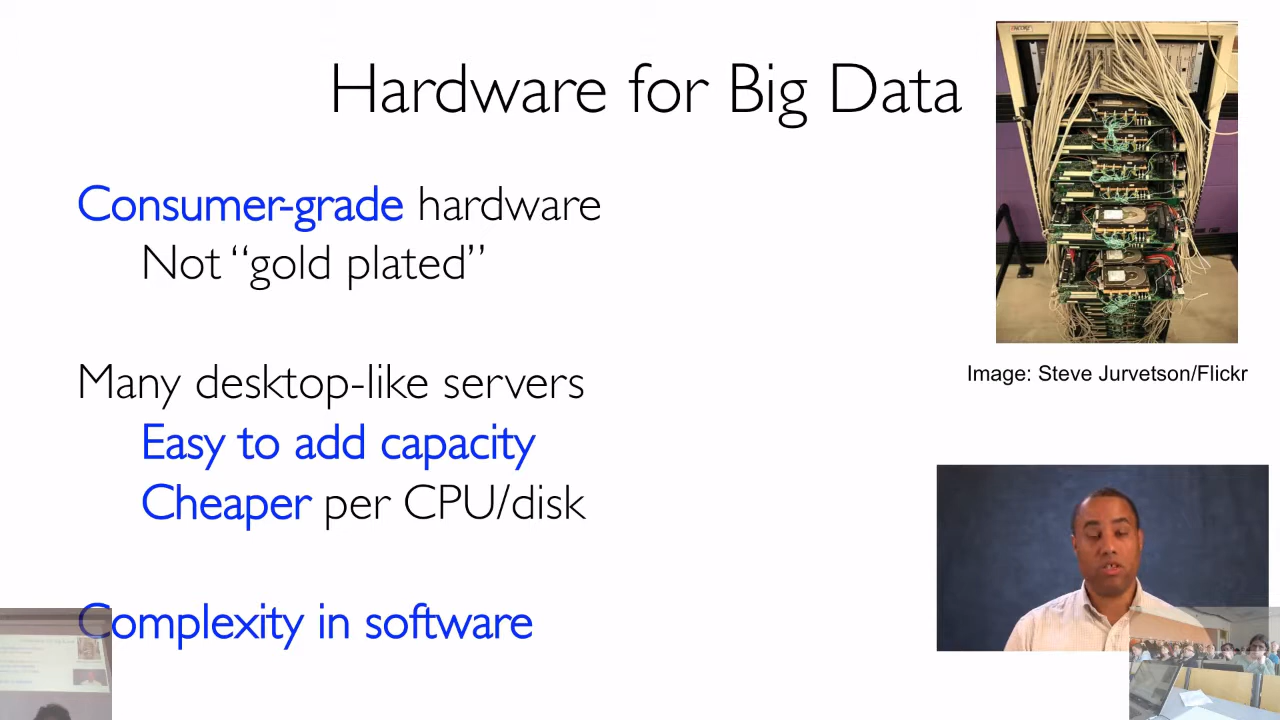 Hardware for Big Data
Consumer-grade hardware
Not “gold plated”
Many desktop-like servers
Easy to add capacity
Cheaper per CPU/disk
Complexity in software
Image: Steve Jurvetson/Flickr